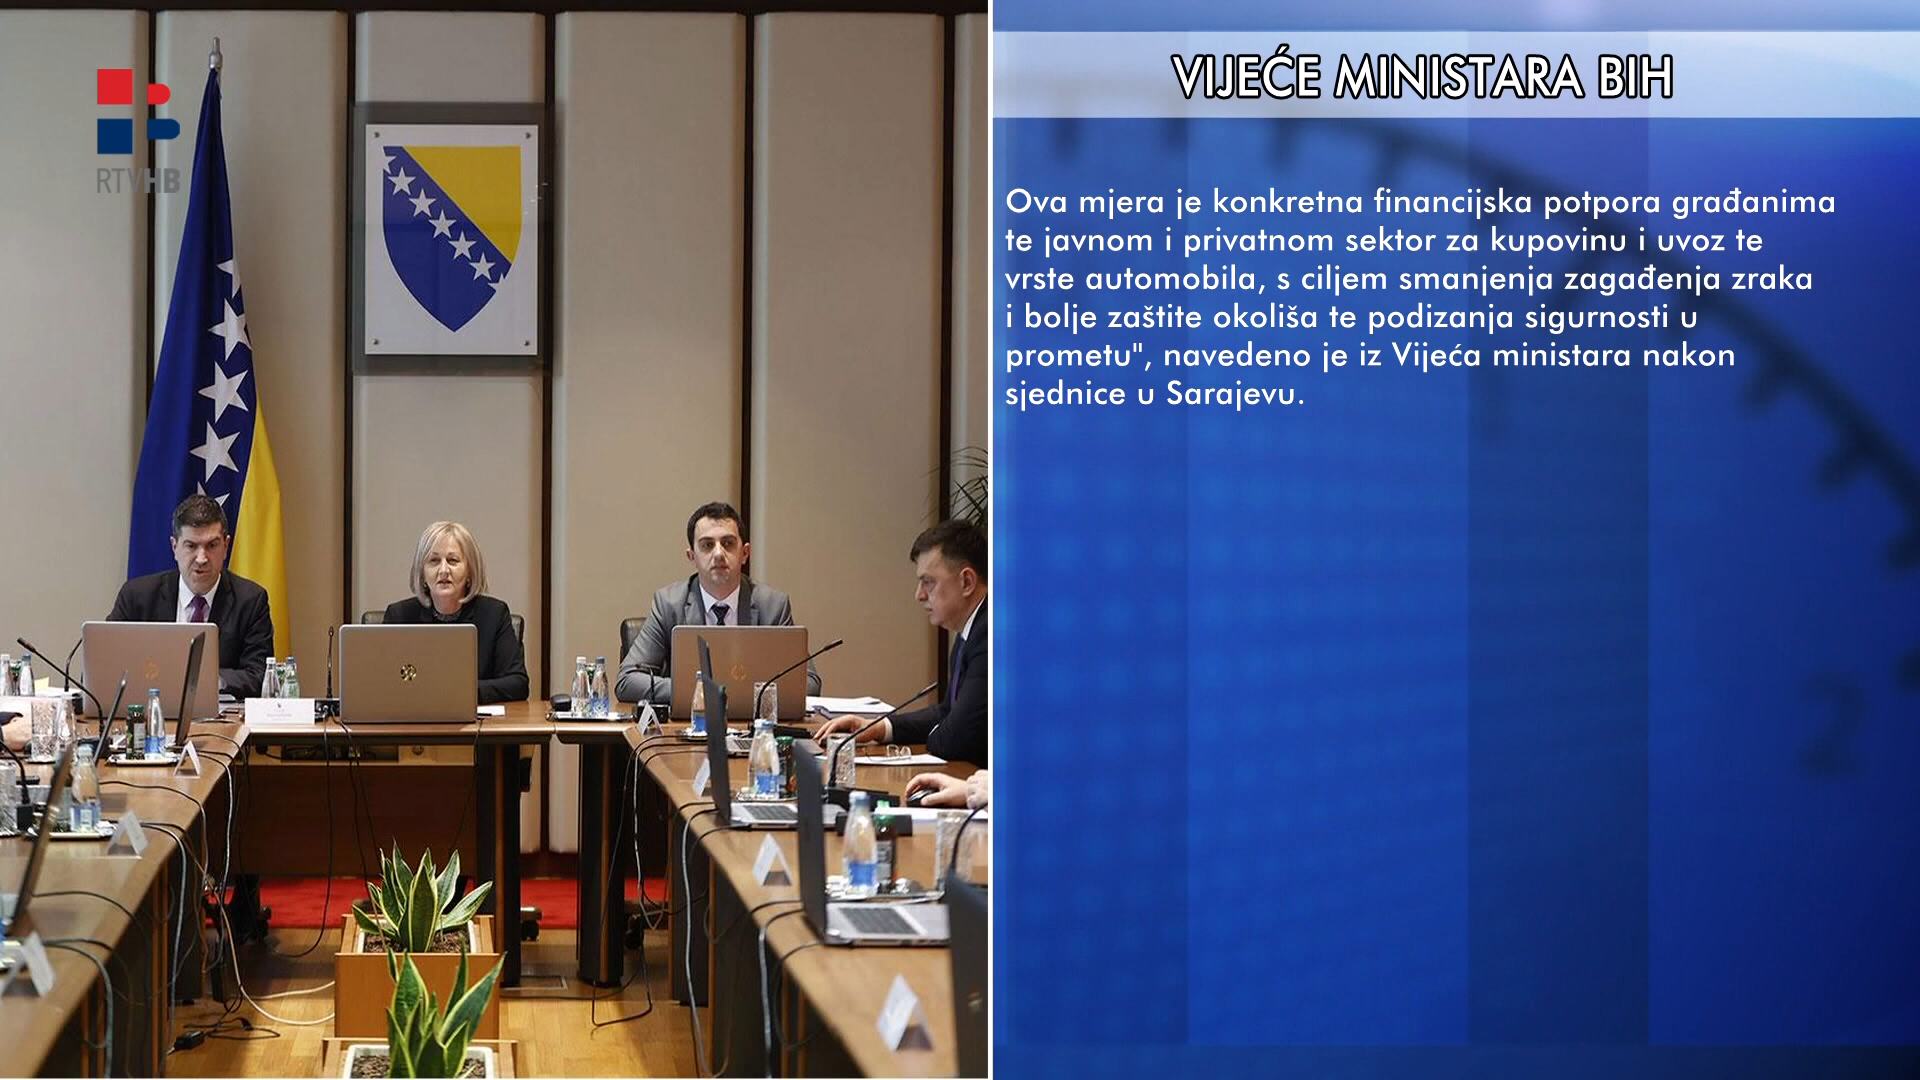 RTVHB
VIJEĆE MINISTARA BIH
Ova mjera je konkretna financijska potpora građanima
te javnom i privatnom sektor za kupovinu i uvoz te
vrste automobila, s ciljem smanjenja zagađenja zraka
i bolje zaštite okoliša te podizanja sigurnosti u
prometu", navedeno je iz Vijeća ministara nakon
sjednice u Sarajevu.